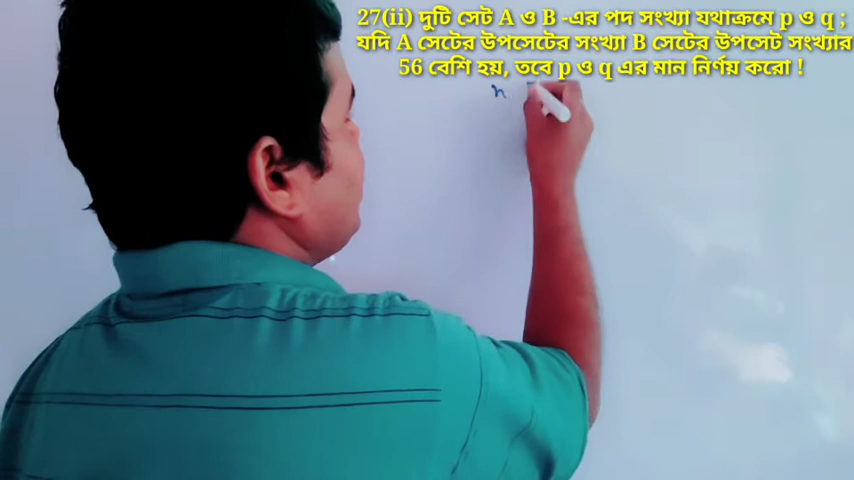 27(ii) দুটি সেট A ও B -এর পদ সংখ্যা যথাক্রমে p ও q ;
যদি A সেটের উপসেটের সংখ্যা B সেটের উপসেট সংখ্যার
56 বেশি হয়, তবে p ও q এর মান নির্ণয় করো !
n